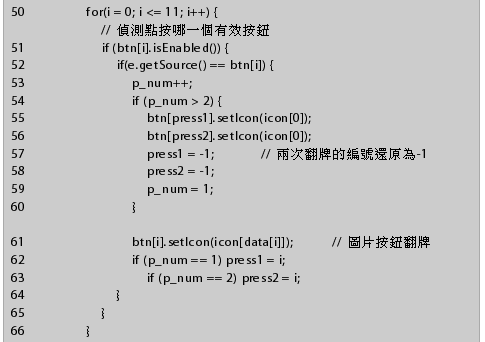 50 for(i = 0; i <= 11; i++) {
// 偵測點按哪一個有效按鈕
51 if (btn[i].isEnabled()) {
52 if(e.getSource() == btn[i]) {
53 p_num++;
54 if (p_num > 2) {
55 btn[press1].setIcon(icon[0]);
56 btn[press2].setIcon(icon[0]);
57 press1 = -1; // 兩次翻牌的編號還原為-1
58 press2 = -1;
59 p_num = 1;
60 }
61 btn[i].setIcon(icon[data[i]]); // 圖片按鈕翻牌
62 if (p_num == 1) press1 = i;
63 if (p_num == 2) press2 = i;
64 }
65 }
66 }